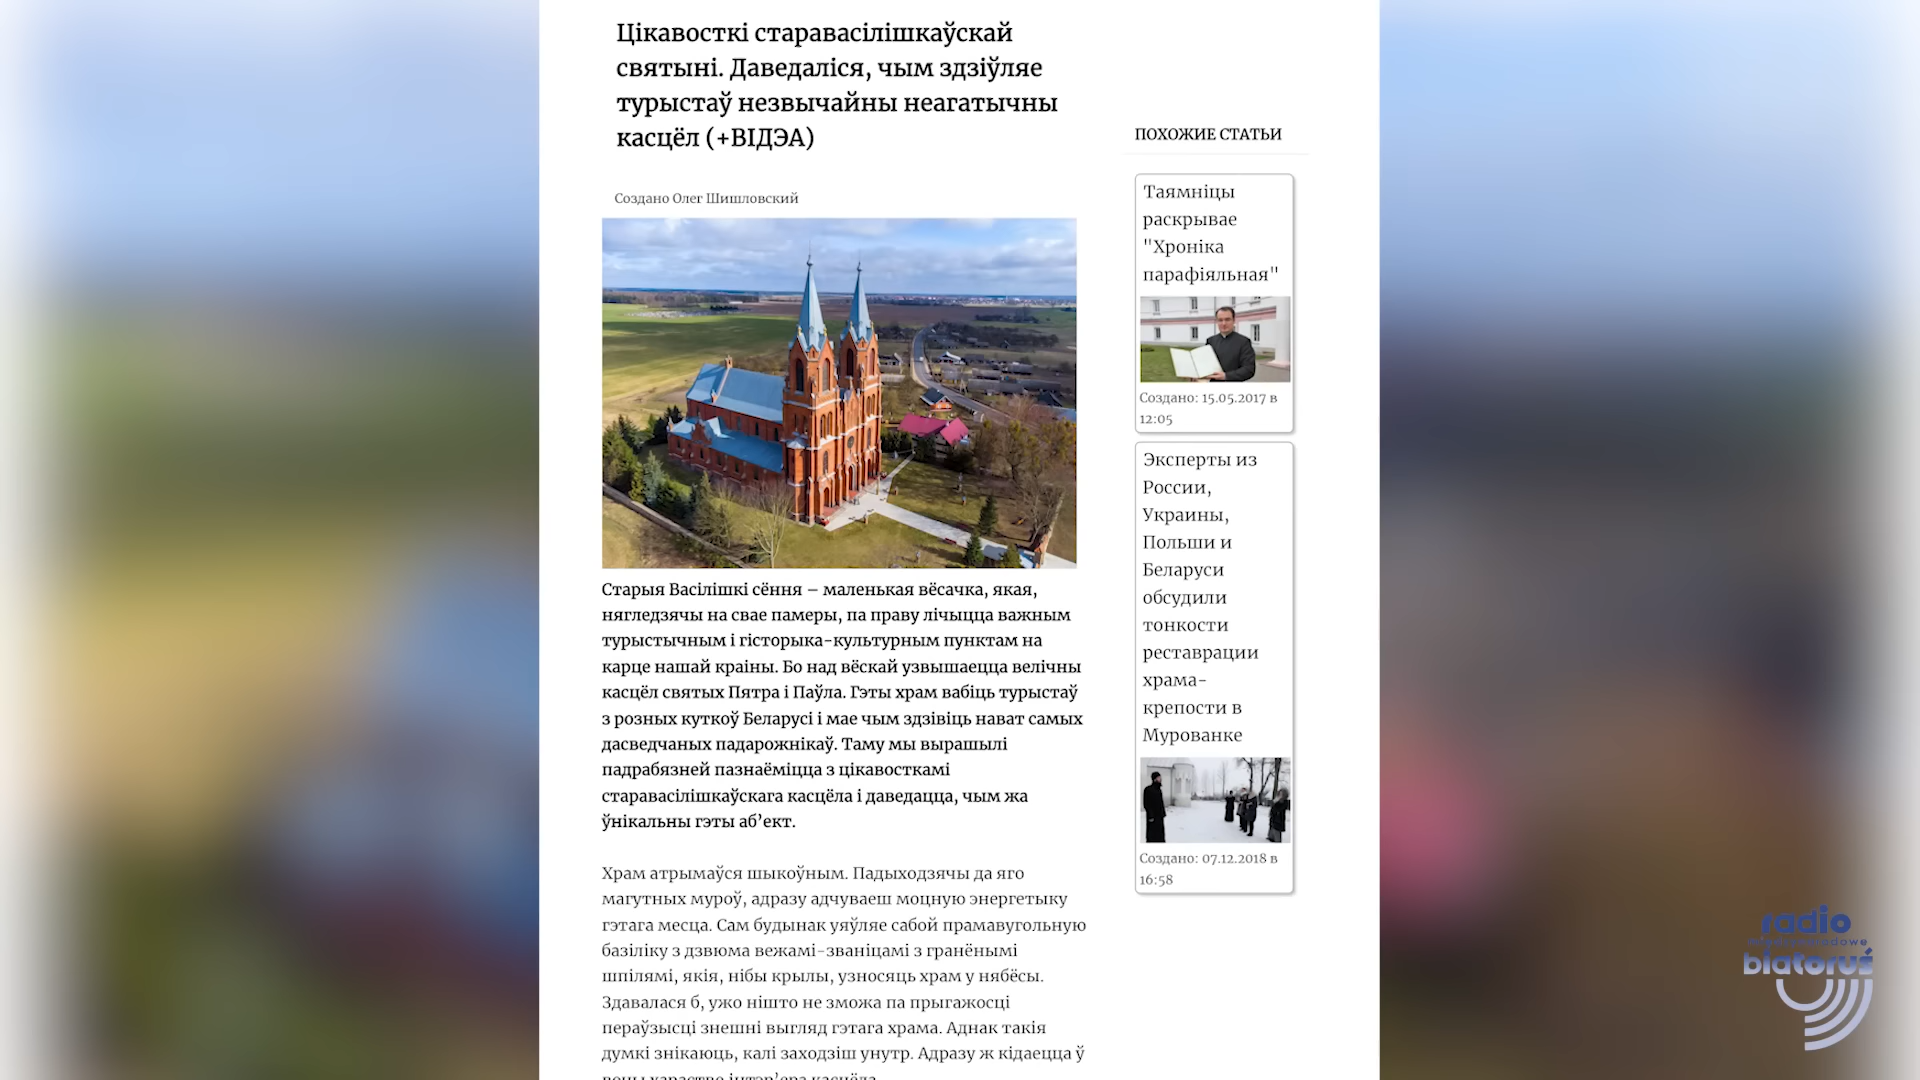 Цікавосткі старавасілішкаўскай
святыні. Даведаліся, чым здзіўляе
турыстаў незвычайны неагатычны
касцёл (+ВІДЭА)
Создано Олег Шишловский
Старыя Васілішкі сёння – маленькая вёсачка, якая,
нягледзячы на свае памеры, па праву лічыцца важным
турыстычным і гісторыка-культурным пунктам на
карце нашай краіны. Бо над вёскай узвышаецца велічны
касцёл святых Пятра і Паўла. Гэты храм вабіць турыстаў
з розных куткоў Беларусі і мае чым здзівіць нават самых
дасведчаных падарожнікаў. Таму мы вырашылі
падрабязней пазнаёміцца з цікавосткамі
старавасілішкаўскага касцёла і даведацца, чым жа
ўнікальны гэты аб’ект.
Храм атрымаўся шыкоўным. Падыходзячы да яго
магутных муроў, адразу адчуваеш моцную энергетыку
гэтага месца. Сам будынак уяўляе сабой прамавугольную
базіліку з дзвюма вежамі-званіцамі з гранёнымі
шпілямі, якія, нібы крылы, узносяць храм у нябёсы.
Здавалася б, ужо нішто не зможа па прыгажосці
пераўзысці знешні выгляд гэтага храма. Аднак такія
думкі знікаюць, калі заходзіш унутр. Адразу ж кідаецца ў
вочы хараство інтэр’ера касцёла.
ПОХОЖИЕ СТАТЬИ
Таямніцы
раскрывае
"Хроніка
парафіяльная"
Создано: 15.05.2017 в
12:05
Эксперты из
России,
Украины,
Польши и
Беларуси
обсудили
тонкости
реставрации
храма-
крепости в
Мурованке
Создано: 07.12.2018 в
16:58
radio
międzynarodowe
białoruś